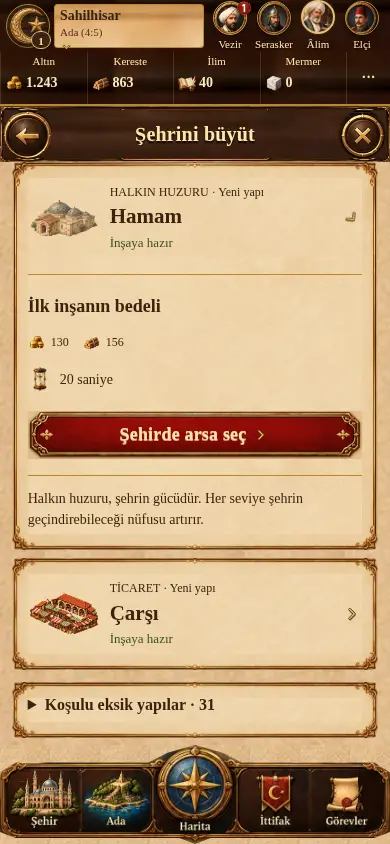 Sahilhisar
Ada (4:5)
1
1
Vezir
Serasker
Âlim
Elçi
Altın
Kereste
İlim
Mermer
1.243
863
40
0
...
Şehrini büyüt
HALKIN HUZURU · Yeni yapı
Hamam
İnşaya hazır
İlk inşanın bedeli
130
156
20 saniye
Şehirde arsa seç
Halkın huzuru, şehrin gücüdür. Her seviye şehrin
geçindirebileceği nüfusu artırır.
TİCARET · Yeni yapı
Çarşı
İnşaya hazır
Koşulu eksik yapılar · 31
Şehir
Ada
Harita
İttifak
Görevler